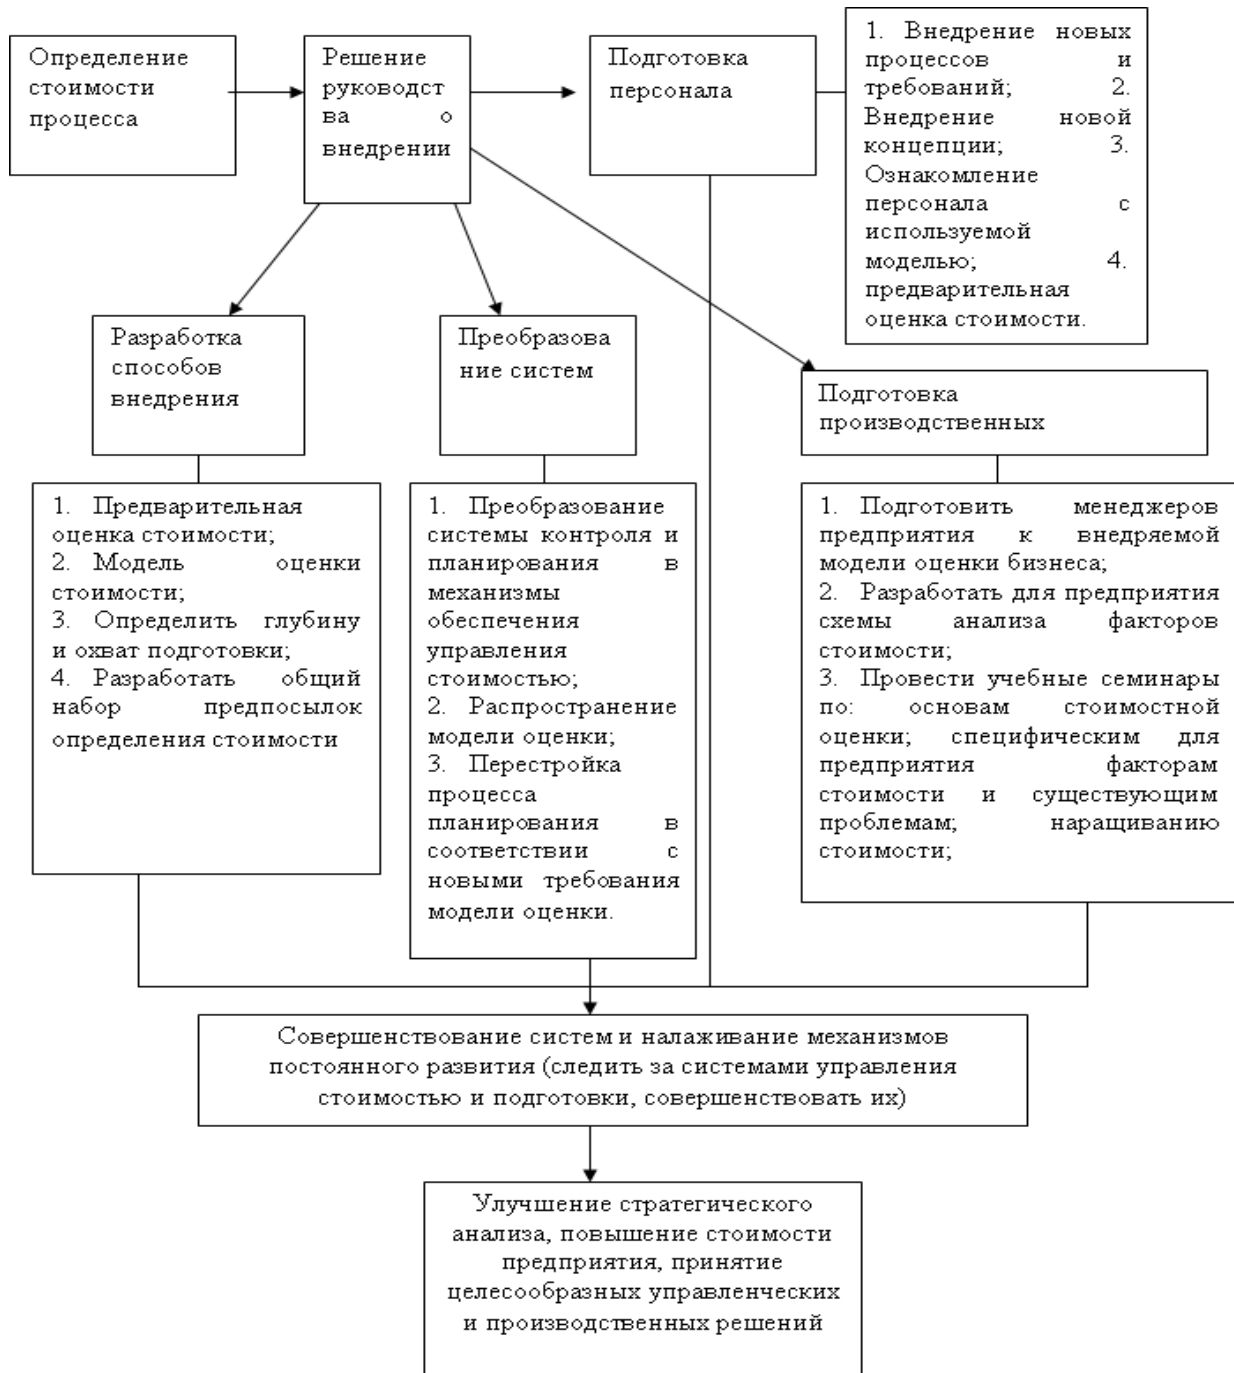 Определение
стоимости
процесса
Решение
руководст
ва о
внедрении
Подготовка
персонала
1. Внедрение новых
процессов и
требований; 2.
Внедрение новой
концепции; 3.
Ознакомление
персонала с
используемой
моделью; 4.
предварительная
оценка стоимости.
Разработка
способов
внедрения
Преобразова
ние систем
Подготовка
производственных
1. Предварительная
оценка стоимости;
2. Модель оценки
стоимости;
3. Определить глубину
и охват подготовки;
4. Разработать общий
набор предпосылок
определения стоимости
1. Преобразование
системы контроля и
планирования в
механизмы
обеспечения
управления
стоимостью;
2. Распространение
модели оценки;
3. Перестройка
процесса
планирования в
соответствии с
новыми требования
модели оценки.
1. Подготовить менеджеров
предприятия к внедряемой
модели оценки бизнеса;
2. Разработать для предприятия
схемы анализа факторов
стоимости;
3. Провести учебные семинары
по: основам стоимостной
оценки; специфическим для
предприятия факторам
стоимости и существующим
проблемам; наращиванию
стоимости;
Совершенствование систем и налаживание механизмов
постоянного развития (следить за системами управления
стоимостью и подготовки, совершенствовать их)
Улучшение стратегического
анализа, повышение стоимости
предприятия, принятие
целесообразных управленческих
и производственных решений